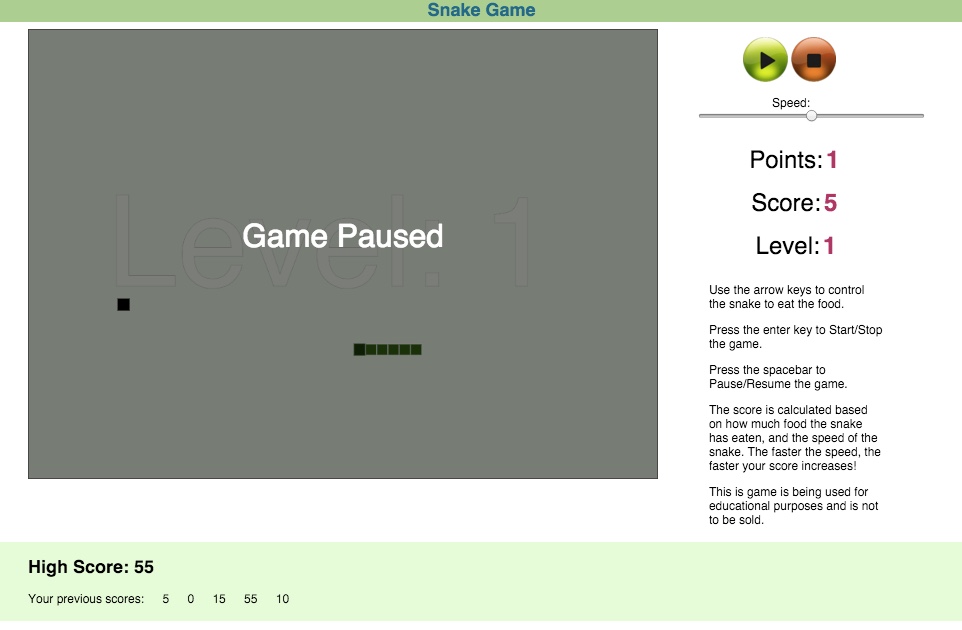 Snake Game
Level: 1
Game Paused
Speed:
Points: 1
Score: 5
Level: 1
Use the arrow keys to control
the snake to eat the food.
Press the enter key to Start/Stop
the game.
Press the spacebar to
Pause/Resume the game.
The score is calculated based
on how much food the snake
has eaten, and the speed of the
snake. The faster the speed, the
faster your score increases!
This is game is being used for
educational purposes and is not
to be sold.
High Score: 55
Your previous scores: 5 0 15 55 10